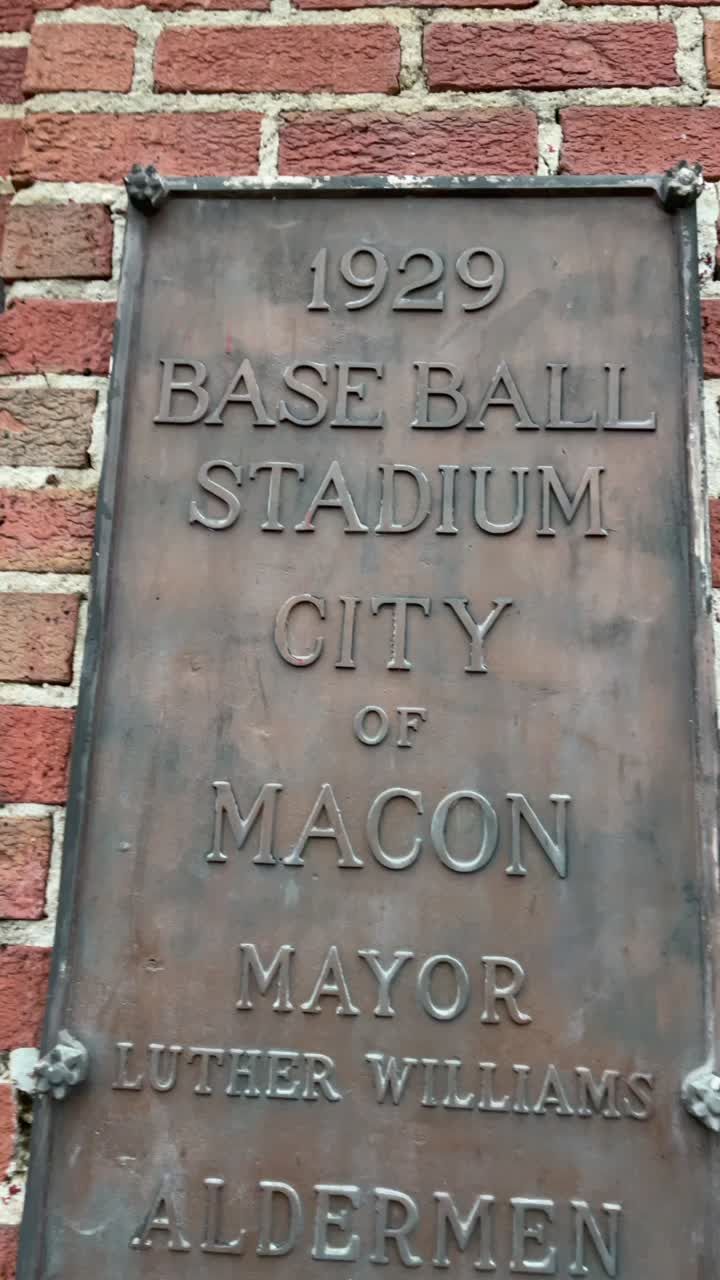 1929
BASE BALL
STADIUM
CITY
OF
MACON
MAYOR
LUTHER WILLIAMS
ALDERMEN